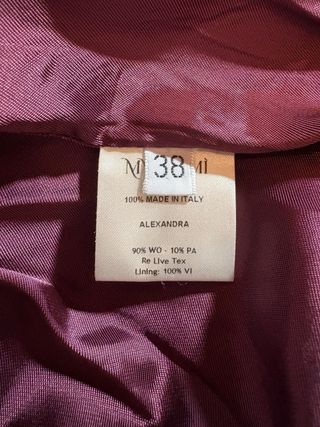 38
100% MADE IN ITALY
ALEXANDRA
90% WO - 10% PA
Re Live Tex
Lining: 100% VI